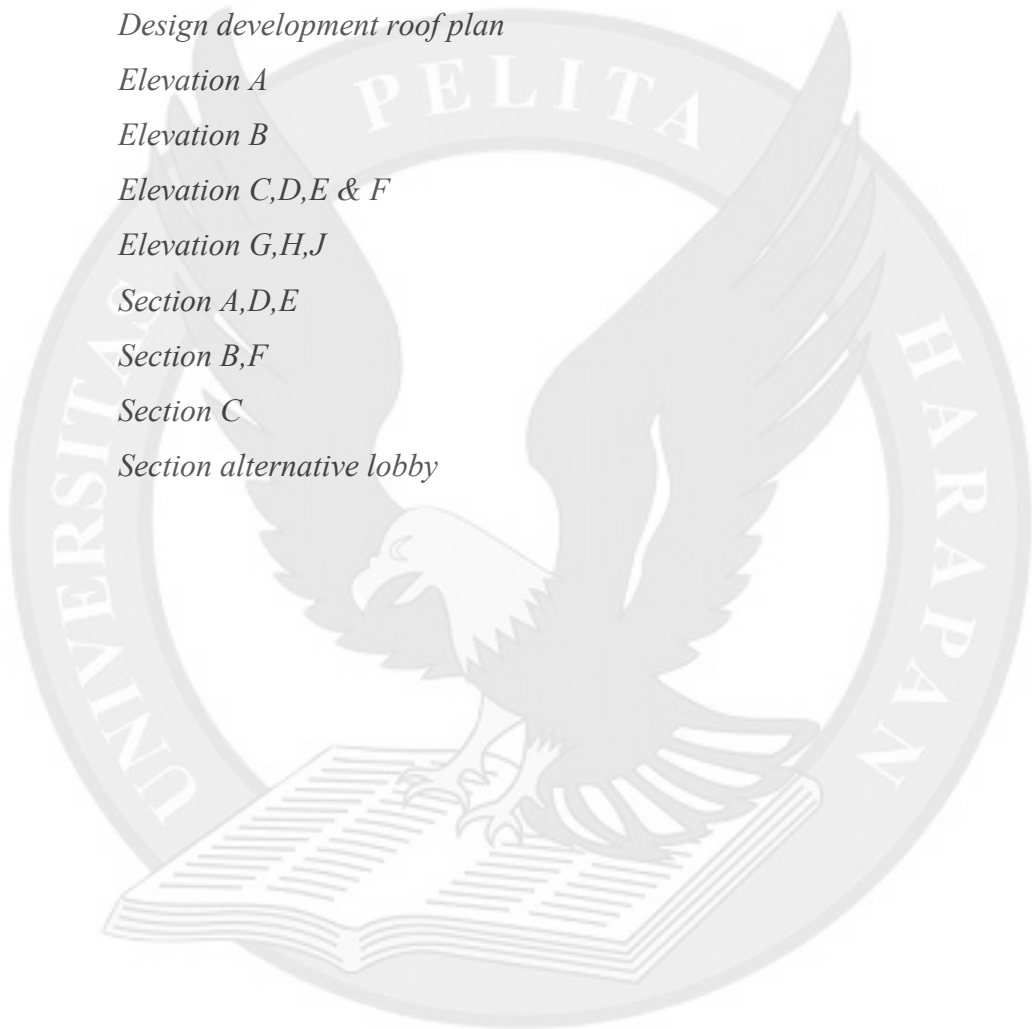 Design development roof plan
Elevation A
Elevation B
Elevation C,D,E & F
Elevation G,H,J
Section A,D,E
Section B,F
Section C
Section alternative lobby
UNIVERSITAS PELITA HARAPAN